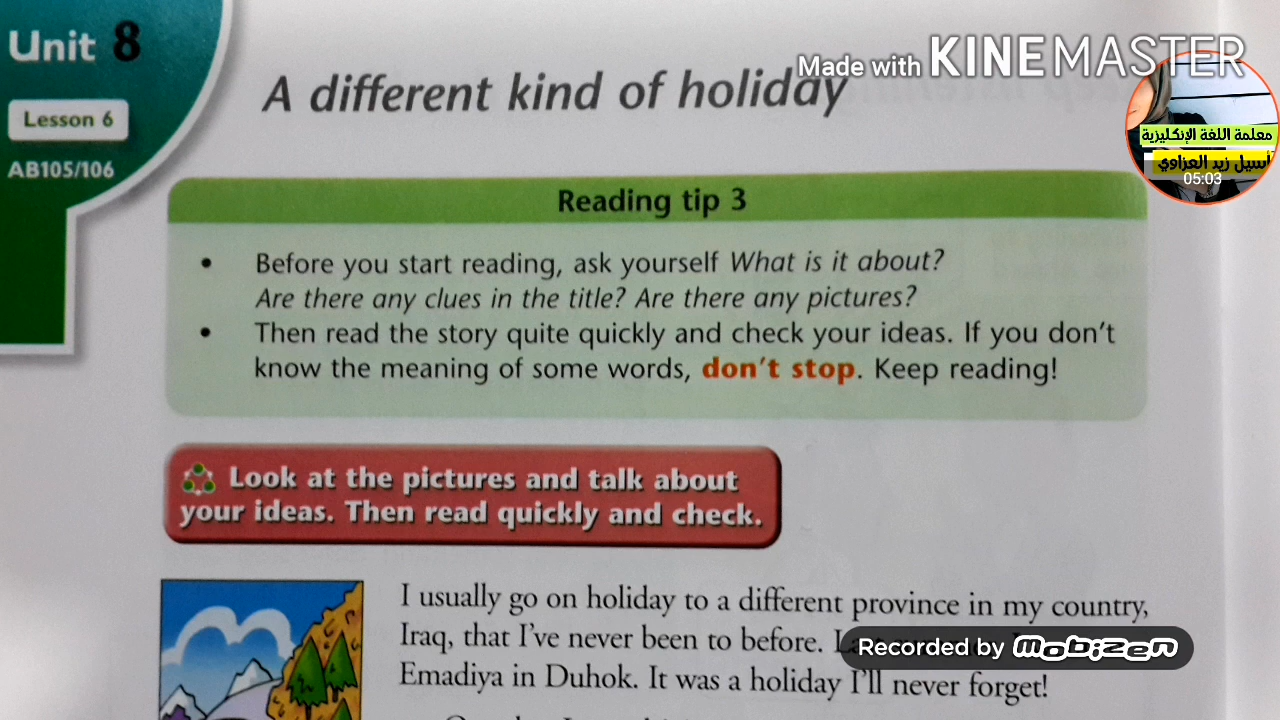 Unit 8
Lesson 6
AB105/106
A different kind of holiday
Made with KINEMASTER
معلمة اللغة الإنكليزية
أسيل زيد العزاوي
05:03
Reading tip 3
• Before you start reading, ask yourself What is it about?
Are there any clues in the title? Are there any pictures?
• Then read the story quite quickly and check your ideas. If you don't
know the meaning of some words, don't stop. Keep reading!
Look at the pictures and talk about
your ideas. Then read quickly and check.
I usually go on holiday to a different province in my country,
Iraq, that I've never been to before.
Emadiya in Duhok. It was a holiday I'll never forget!
Recorded by mobizen